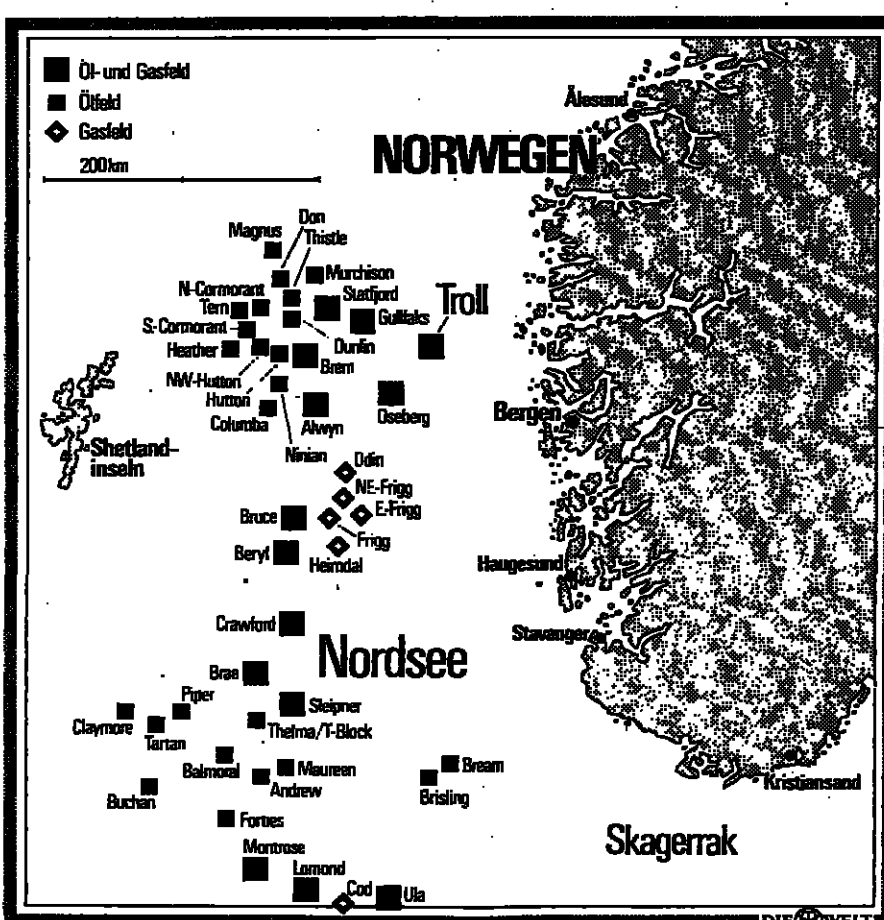 Öl- und Gasfeld
Ölfeld
Gasfeld
200km
NORWEGEN
Ålesund
Don
Magnus
Thistle
Murchison
N-Cormorant
Statfjord
Troll
Tern
Gullfaks
S-Cormorant
Dunlin
Heather
Brent
NW-Hutton
Hutton
Oseberg
Columba
Alwyn
Bergen
Shetland-
inseln
Ninian
Odin
NE-Frigg
E-Frigg
Bruce
Frigg
Beryl
Heimdal
Haugesund
Crawford
Stavanger
Nordsee
Brae
Piper
Sleipner
Claymore
Tartan
Thelma/T-Block
Balmoral
Maureen
Bream
Andrew
Brisling
Buchan
Kristiansand
Forties
Skagerrak
Montrose
Lomond
Cod
Ula
DIE WELT